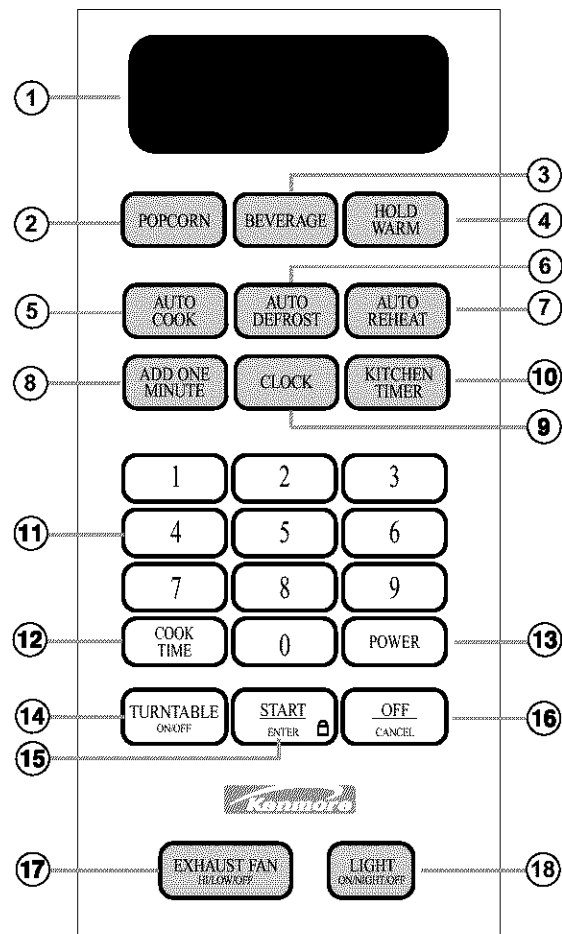 1
3
2
POPCORN
BEVERAGE
HOLD
WARM
4
6
5
AUTO
COOK
AUTO
DEFROST
AUTO
REHEAT
7
8
ADD ONE
MINUTE
CLOCK
KITCHEN
TIMER
10
9
1
2
3
11
4
5
6
7
8
9
12
COOK
TIME
0
POWER
13
14
TURNTABLE
ON/OFF
START
ENTER
OFF
CANCEL
16
15
Kenmore
17
EXHAUST FAN
HI/LOW/OFF
LIGHT
ON/NIGHT/OFF
18